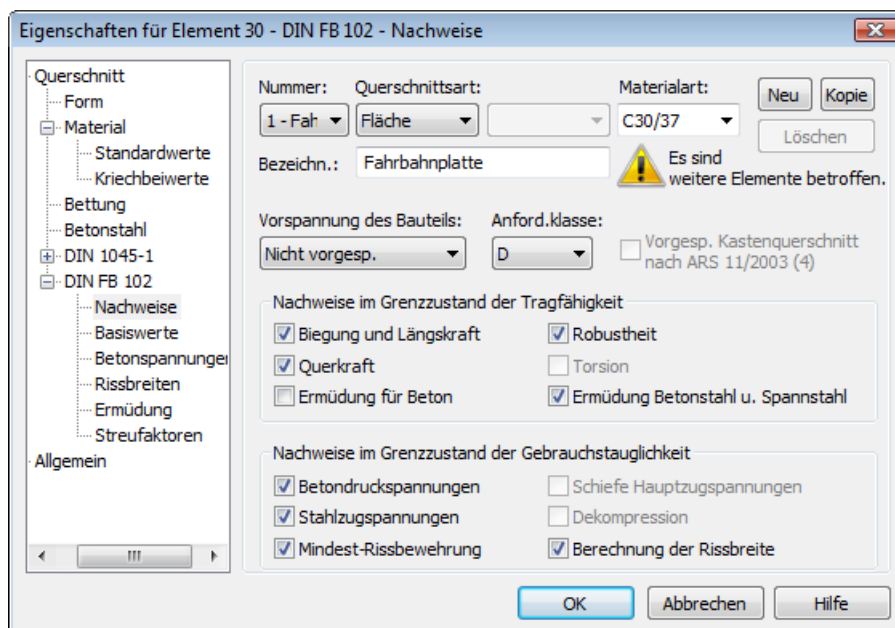 Eigenschaften für Element 30 - DIN FB 102 - Nachweise
Querschnitt
Form
Material
Standardwerte
Kriechbeiwerte
Bettung
Betonstahl
DIN 1045-1
DIN FB 102
Nachweise
Basiswerte
Betonspannungen
Rissbreiten
Ermüdung
Streufaktoren
Allgemein
Nummer: Querschnittsart: Materialart:
1 - Fah Fläche C30/37 Neu Kopie
Löschen
Bezeichn.: Fahrbahnplatte
Es sind
weitere Elemente betroffen.
Vorspannung des Bauteils: Anford.klasse:
Nicht vorgesp. D
Vorgesp. Kastenquerschnitt
nach ARS 11/2003 (4)
Nachweise im Grenzzustand der Tragfähigkeit
Biegung und Längskraft Robustheit
Querkraft Torsion
Ermüdung für Beton Ermüdung Betonstahl u. Spannstahl
Nachweise im Grenzzustand der Gebrauchstauglichkeit
Betondruckspannungen Schiefe Hauptzugspannungen
Stahlzugspannungen Dekompression
Mindest-Rissbewehrung Berechnung der Rissbreite
OK Abbrechen Hilfe